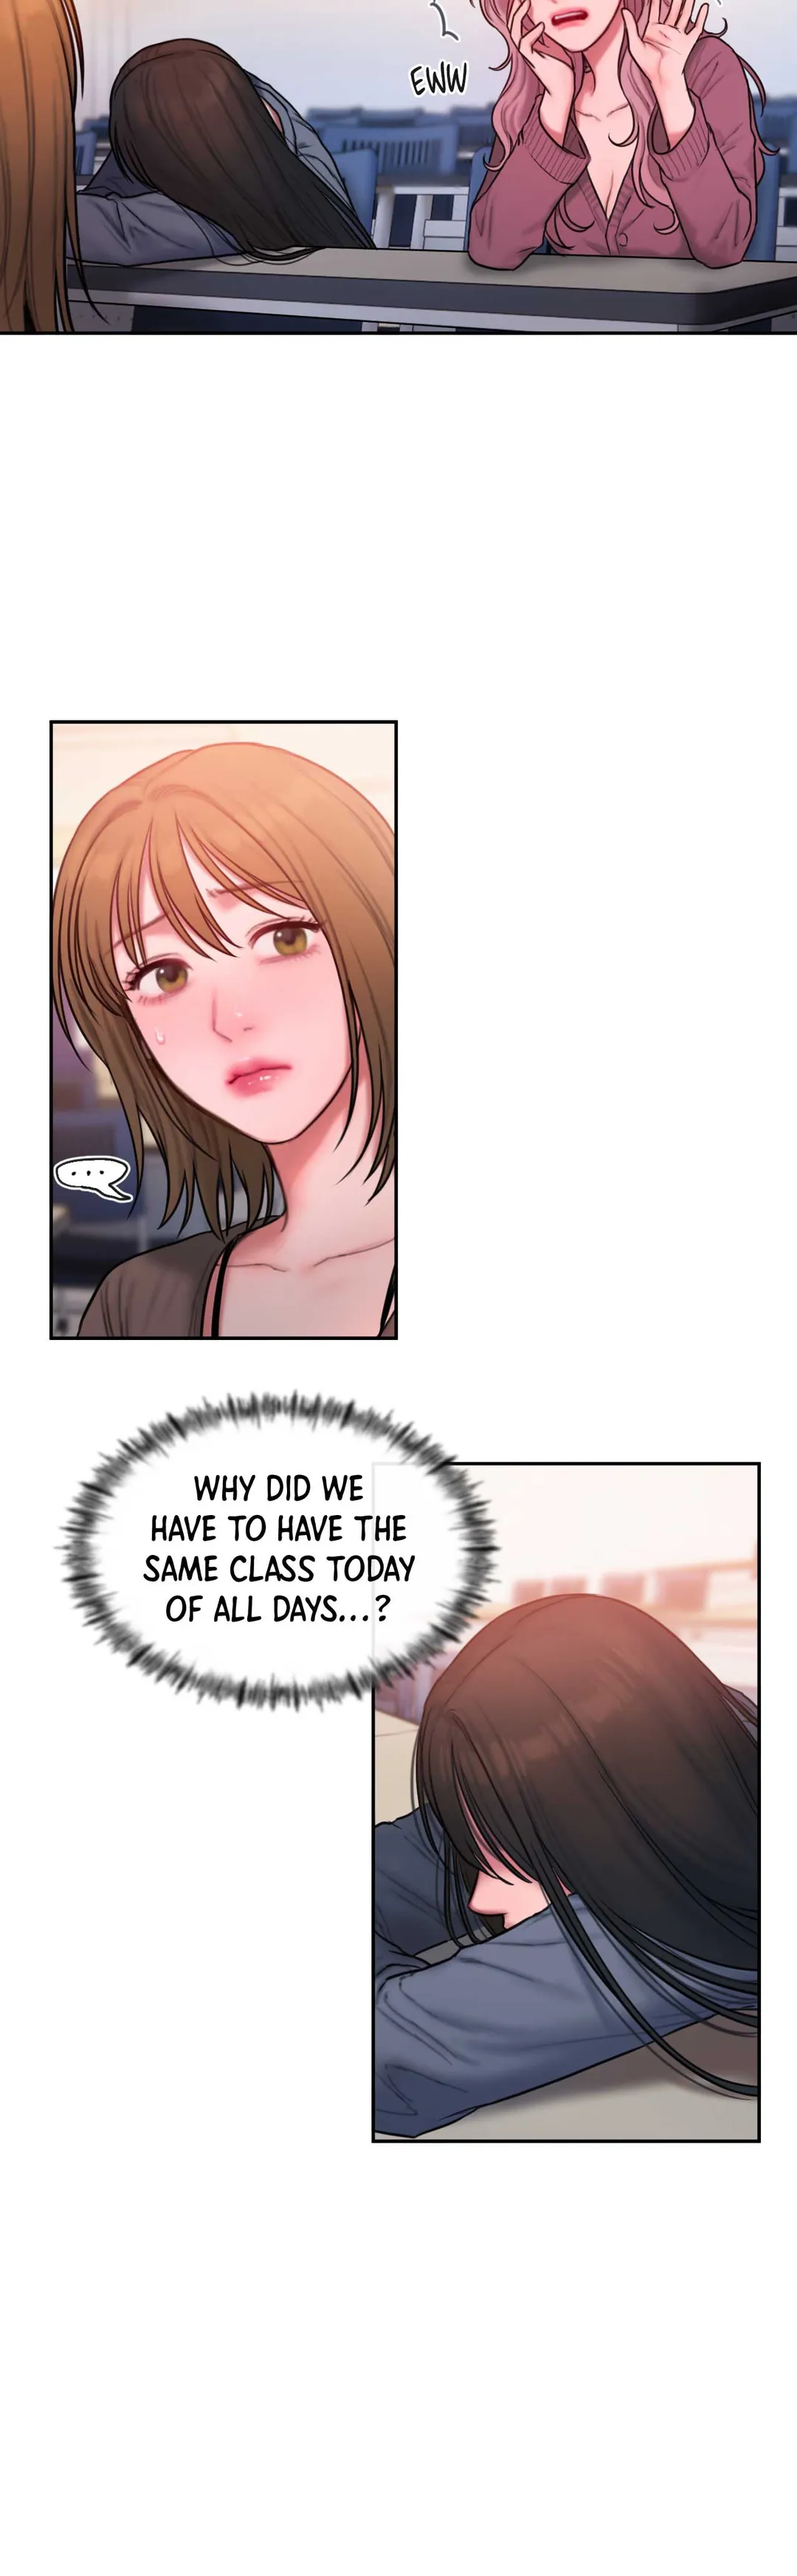 EWW
...
WHY DID WE
HAVE TO HAVE THE
SAME CLASS TODAY
OF ALL DAYS...?